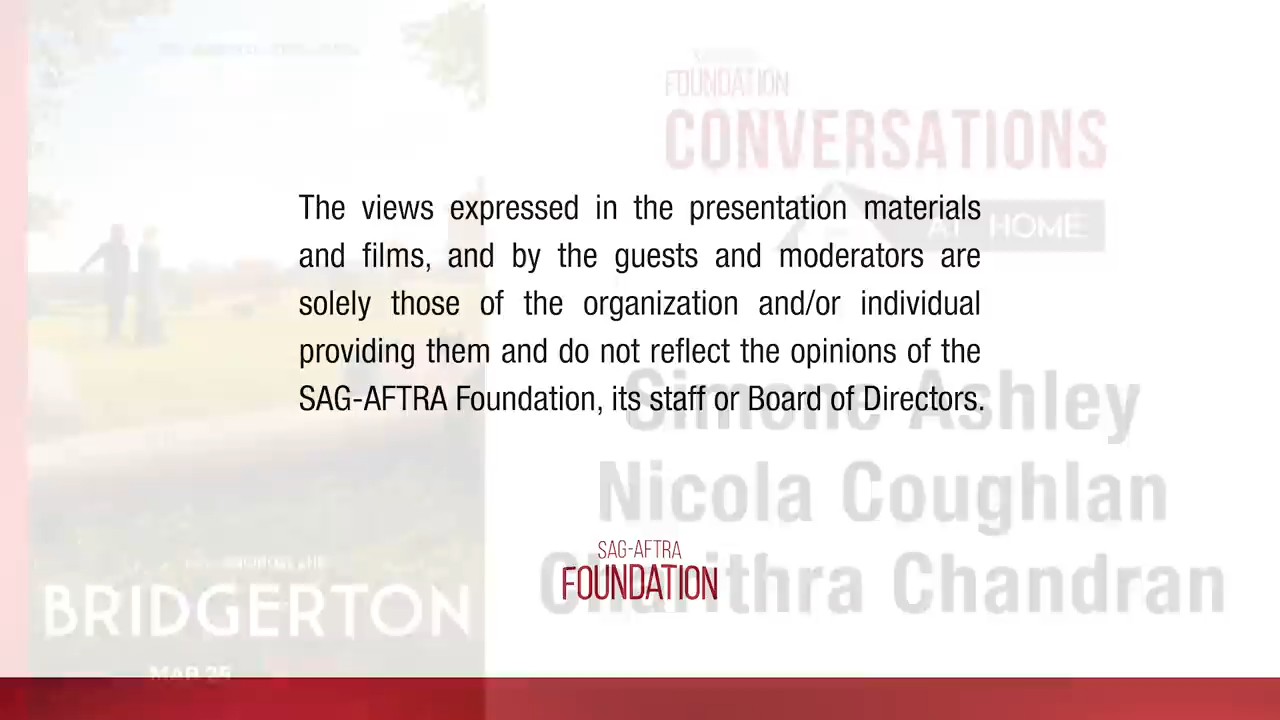 FOUNDATION
CONVERSATIONS
AT HOME
The views expressed in the presentation materials
and films, and by the guests and moderators are
solely those of the organization and/or individual
providing them and do not reflect the opinions of the
SAG-AFTRA Foundation, its staff or Board of Directors.
Simone Ashley
Nicola Coughlan
Charithra Chandran
SAG-AFTRA
FOUNDATION
BRIDGERTON
MAR 25